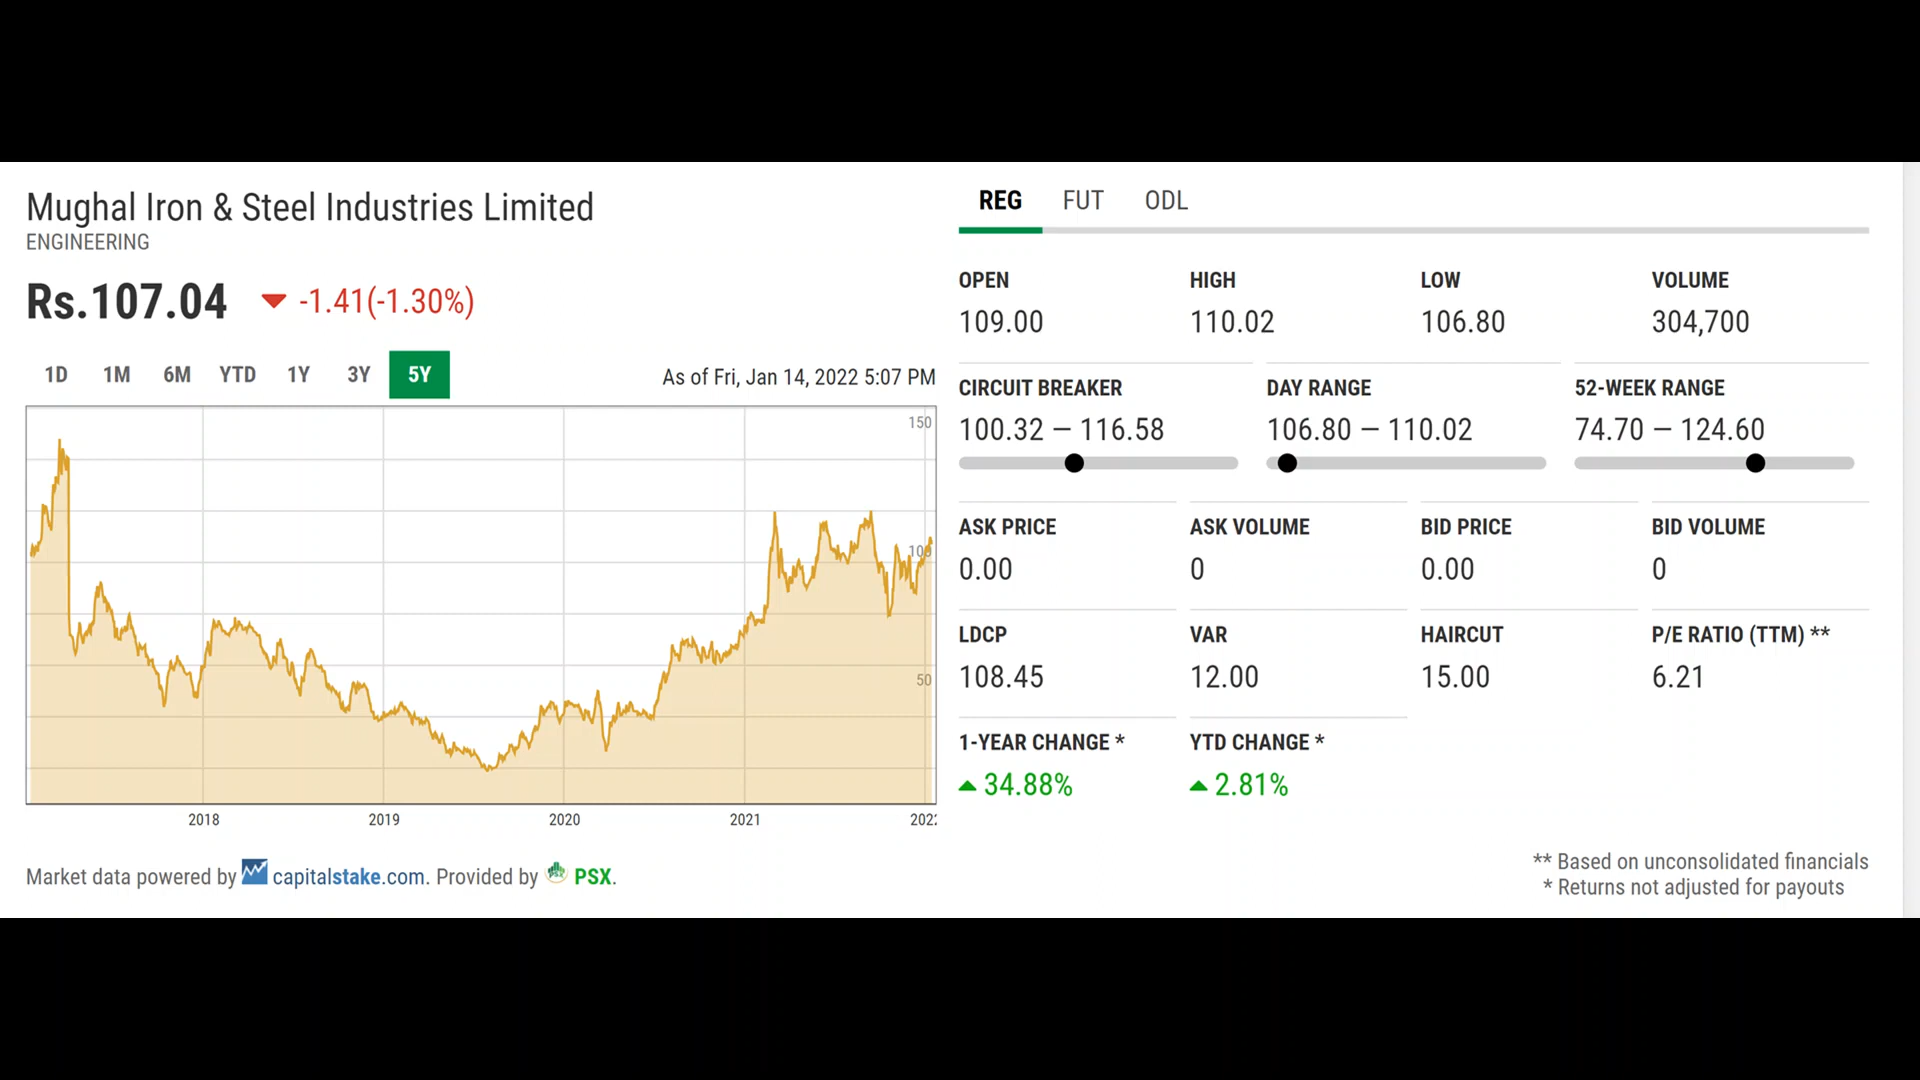 Mughal Iron & Steel Industries Limited
ENGINEERING
Rs.107.04 ▼ -1.41(-1.30%)
1D 1M 6M YTD 1Y 3Y 5Y
As of Fri, Jan 14, 2022 5:07 PM
150
100
50
2018 2019 2020 2021 2022
Market data powered by capitalstake.com. Provided by PSX.
REG FUT ODL
OPEN HIGH LOW VOLUME
109.00 110.02 106.80 304,700
CIRCUIT BREAKER DAY RANGE 52-WEEK RANGE
100.32 — 116.58 106.80 — 110.02 74.70 — 124.60
ASK PRICE ASK VOLUME BID PRICE BID VOLUME
0.00 0 0.00 0
LDCP VAR HAIRCUT P/E RATIO (TTM) **
108.45 12.00 15.00 6.21
1-YEAR CHANGE * YTD CHANGE *
▲ 34.88% ▲ 2.81%
** Based on unconsolidated financials
* Returns not adjusted for payouts